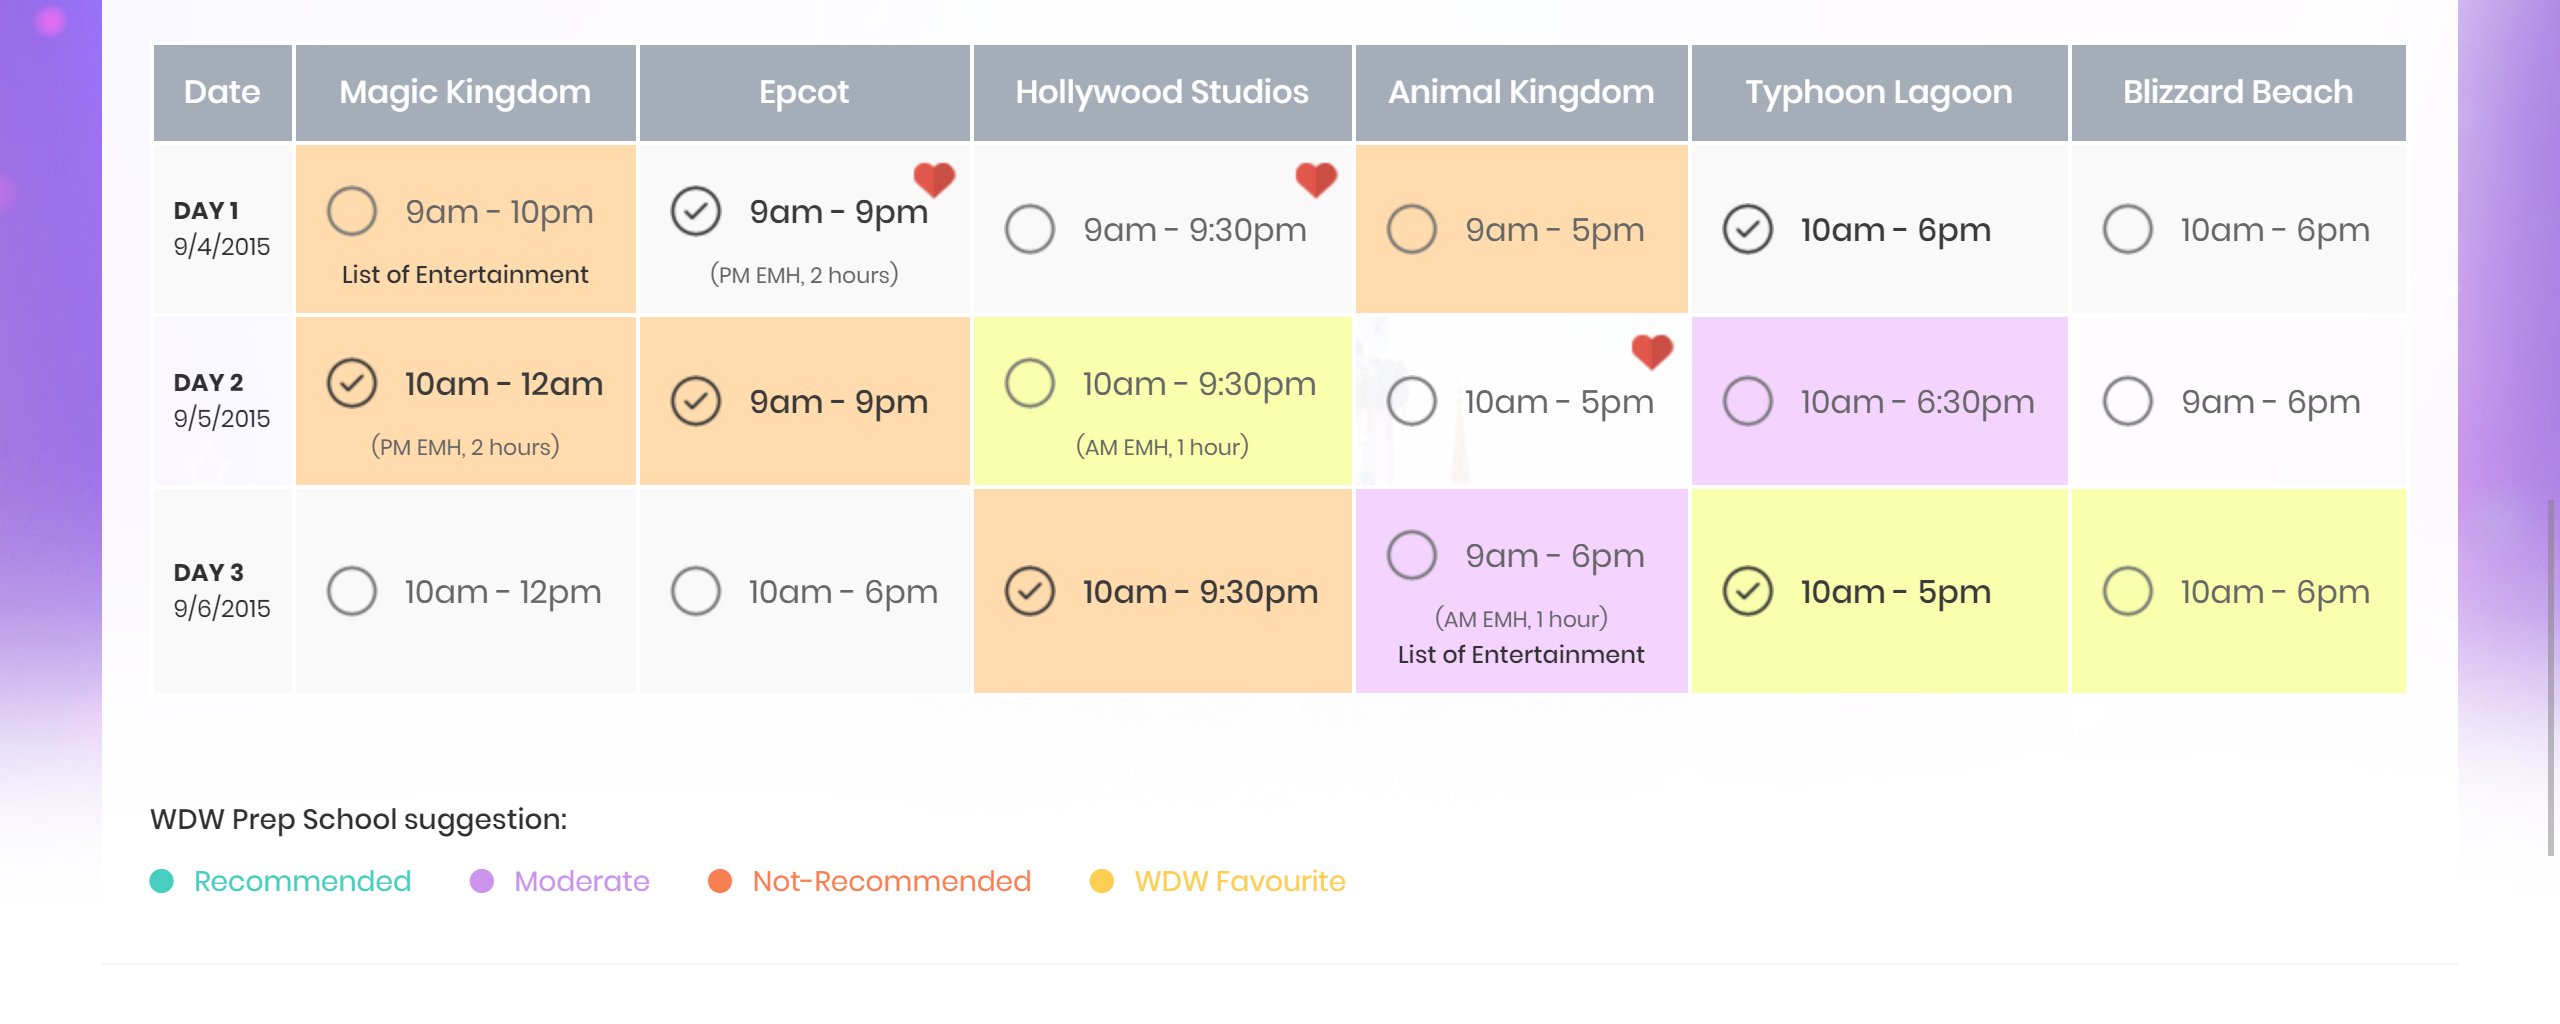 Date Magic Kingdom Epcot Hollywood Studios Animal Kingdom Typhoon Lagoon Blizzard Beach
DAY 1
9/4/2015
9am - 10pm
List of Entertainment
9am - 9pm
(PM EMH, 2 hours)
9am - 9:30pm
9am - 5pm
10am - 6pm
10am - 6pm
DAY 2
9/5/2015
10am - 12am
(PM EMH, 2 hours)
9am - 9pm
10am - 9:30pm
(AM EMH, 1 hour)
10am - 5pm
10am - 6:30pm
9am - 6pm
DAY 3
9/6/2015
10am - 12pm
10am - 6pm
10am - 9:30pm
9am - 6pm
(AM EMH, 1 hour)
List of Entertainment
10am - 5pm
10am - 6pm
WDW Prep School suggestion:
Recommended Moderate Not-Recommended WDW Favourite